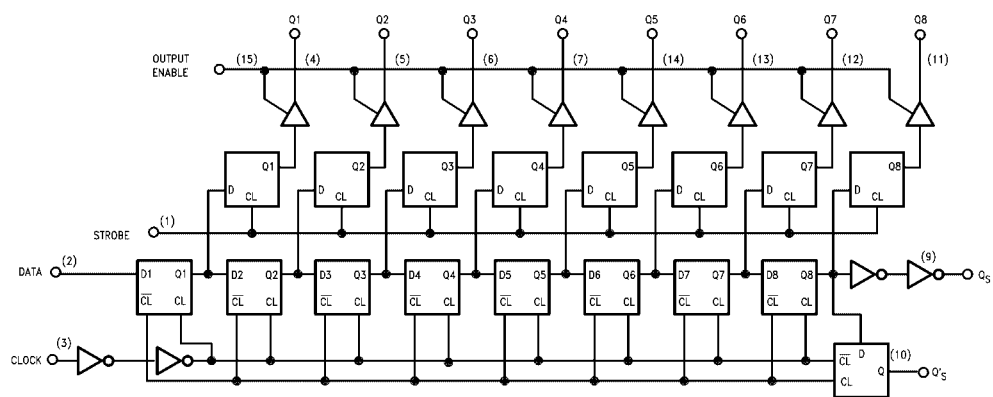 Q1 Q2 Q3 Q4 Q5 Q6 Q7 Q8
OUTPUT ENABLE (15) (4) (5) (6) (7) (14) (13) (12) (11)
Q1 Q2 Q3 Q4 Q5 Q6 Q7 Q8
D D D D D D D D
CL CL CL CL CL CL CL CL
STROBE (1)
DATA (2) D1 Q1 D2 Q2 D3 Q3 D4 Q4 D5 Q5 D6 Q6 D7 Q7 D8 Q8 (9) QS
C̅L̅ CL C̅L̅ CL C̅L̅ CL C̅L̅ CL C̅L̅ CL C̅L̅ CL C̅L̅ CL C̅L̅ CL
CLOCK (3) C̅L̅ D (10)
CL Q Q'S